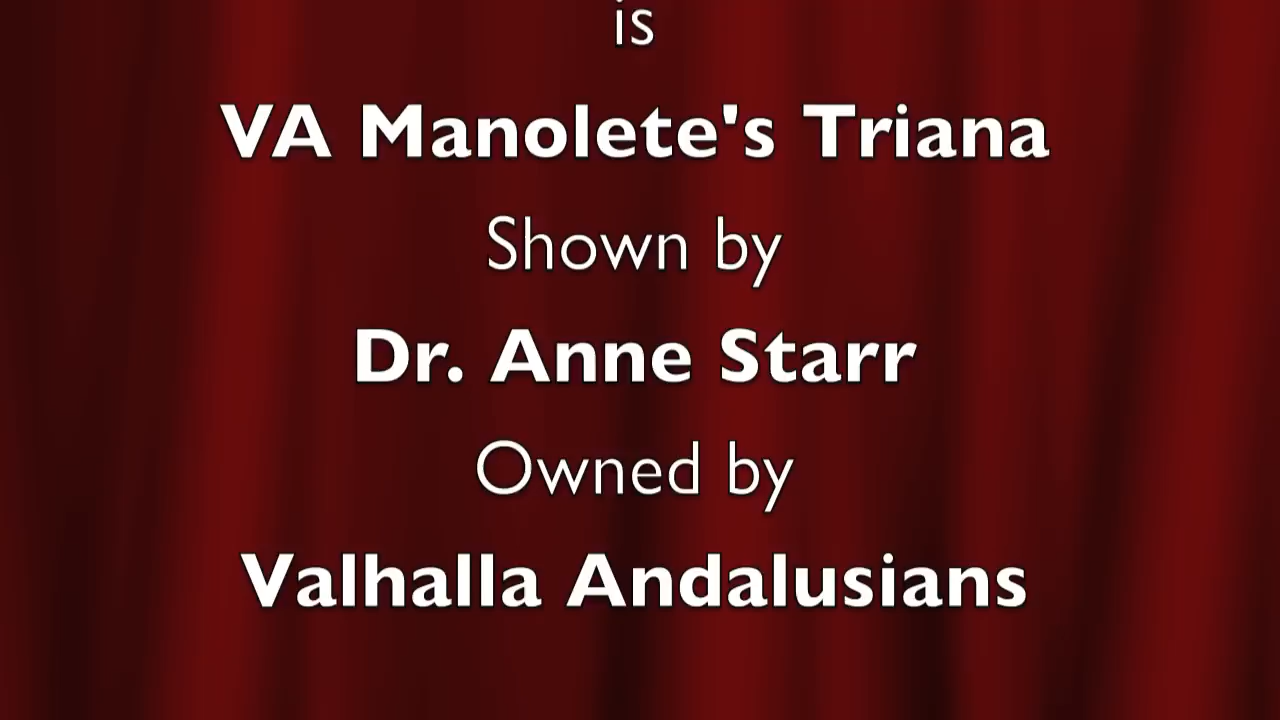 is
VA Manolete's Triana
Shown by
Dr. Anne Starr
Owned by
Valhalla Andalusians